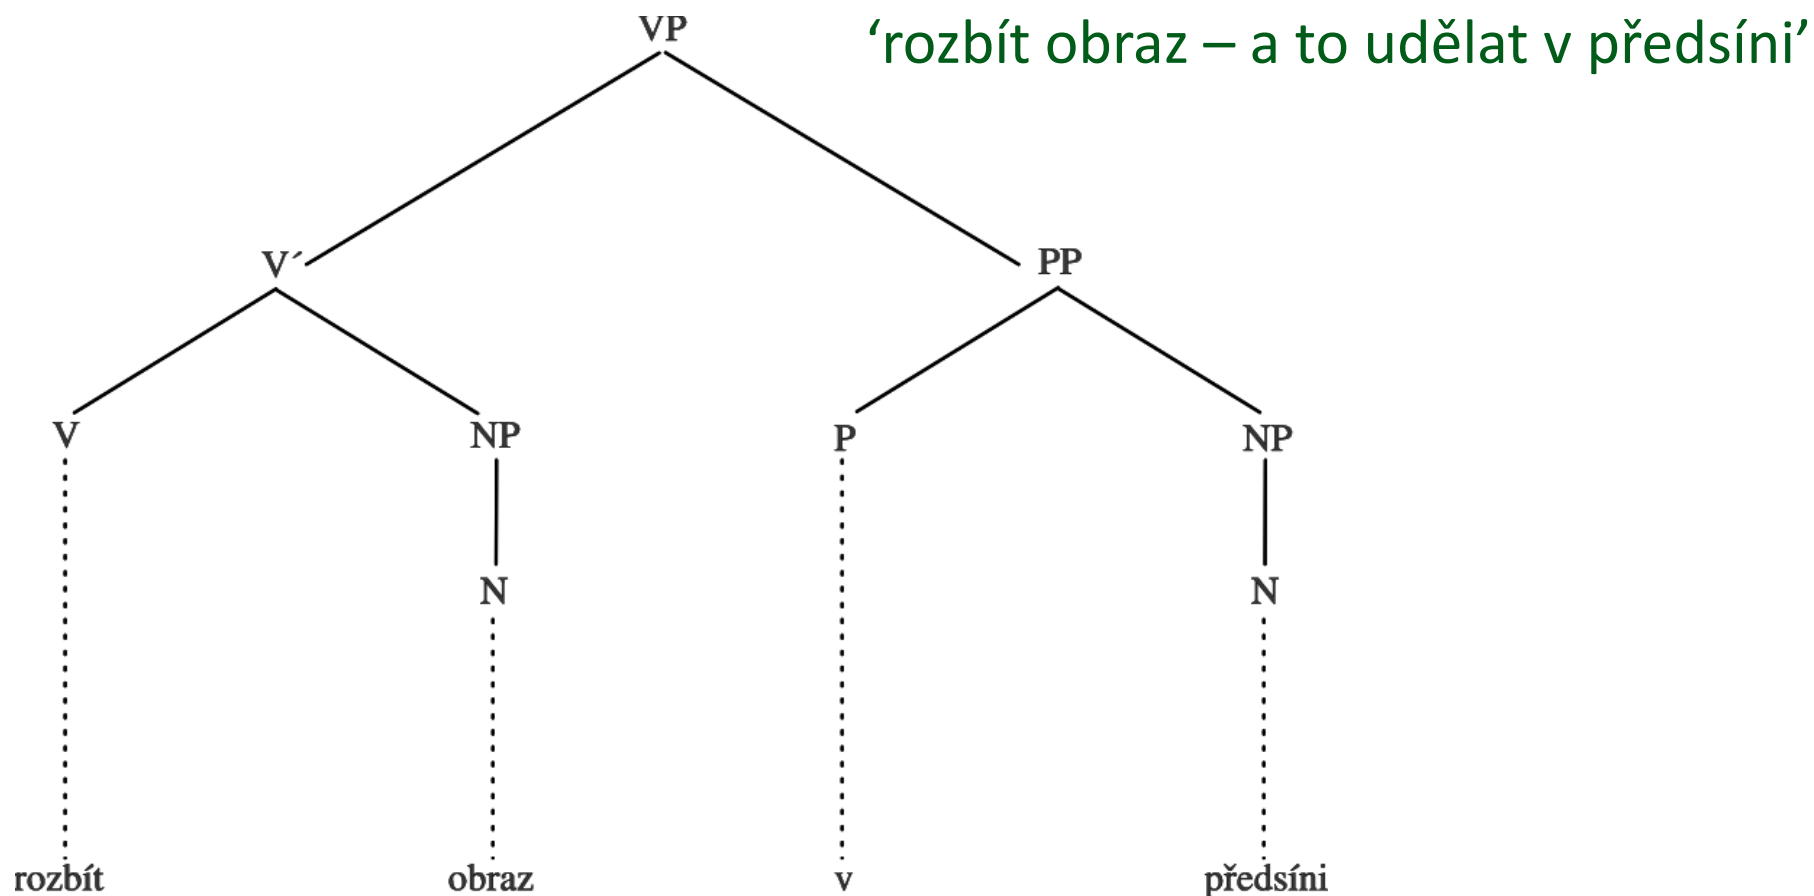 VP ‘rozbít obraz – a to udělat v předsíni’
V´ PP
V NP P NP
N N
rozbít obraz v předsíni